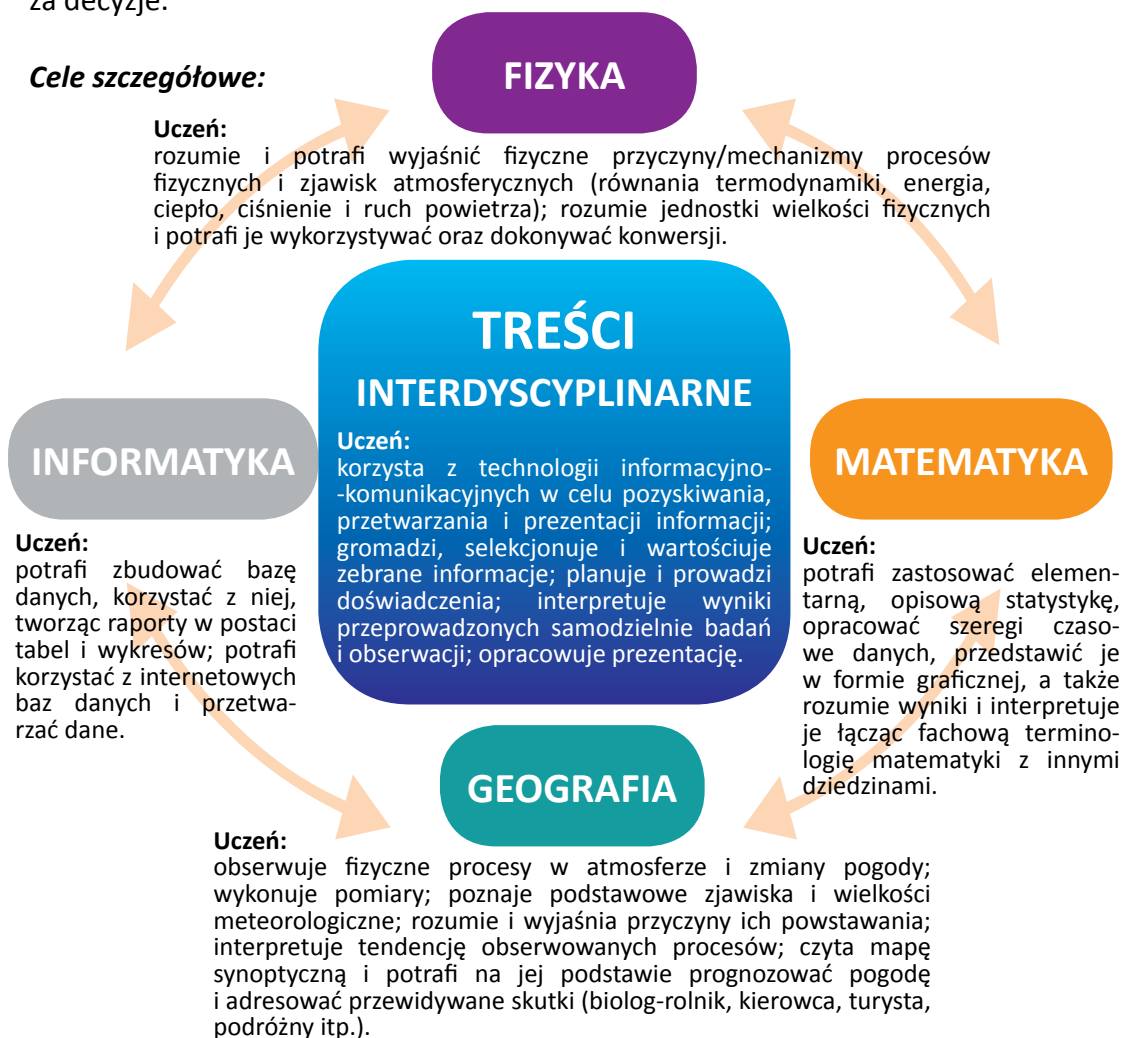 za decyzje.
Cele szczegółowe:
FIZYKA
Uczeń:
rozumie i potrafi wyjaśnić fizyczne przyczyny/mechanizmy procesów
fizycznych i zjawisk atmosferycznych (równania termodynamiki, energia,
ciepło, ciśnienie i ruch powietrza); rozumie jednostki wielkości fizycznych
i potrafi je wykorzystywać oraz dokonywać konwersji.
TREŚCI
INTERDYSCYPLINARNE
Uczeń:
korzysta z technologii informacyjno-
-komunikacyjnych w celu pozyskiwania,
przetwarzania i prezentacji informacji;
gromadzi, selekcjonuje i wartościuje
zebrane informacje; planuje i prowadzi
doświadczenia; interpretuje wyniki
przeprowadzonych samodzielnie badań
i obserwacji; opracowuje prezentację.
INFORMATYKA
Uczeń:
potrafi zbudować bazę
danych, korzystać z niej,
tworząc raporty w postaci
tabel i wykresów; potrafi
korzystać z internetowych
baz danych i przetwa-
rzać dane.
MATEMATYKA
Uczeń:
potrafi zastosować elemen-
tarną, opisową statystykę,
opracować szeregi czaso-
we danych, przedstawić je
w formie graficznej, a także
rozumie wyniki i interpretuje
je łącząc fachową termino-
logię matematyki z innymi
dziedzinami.
GEOGRAFIA
Uczeń:
obserwuje fizyczne procesy w atmosferze i zmiany pogody;
wykonuje pomiary; poznaje podstawowe zjawiska i wielkości
meteorologiczne; rozumie i wyjaśnia przyczyny ich powstawania;
interpretuje tendencję obserwowanych procesów; czyta mapę
synoptyczną i potrafi na jej podstawie prognozować pogodę
i adresować przewidywane skutki (biolog-rolnik, kierowca, turysta,
podróżny itp.).